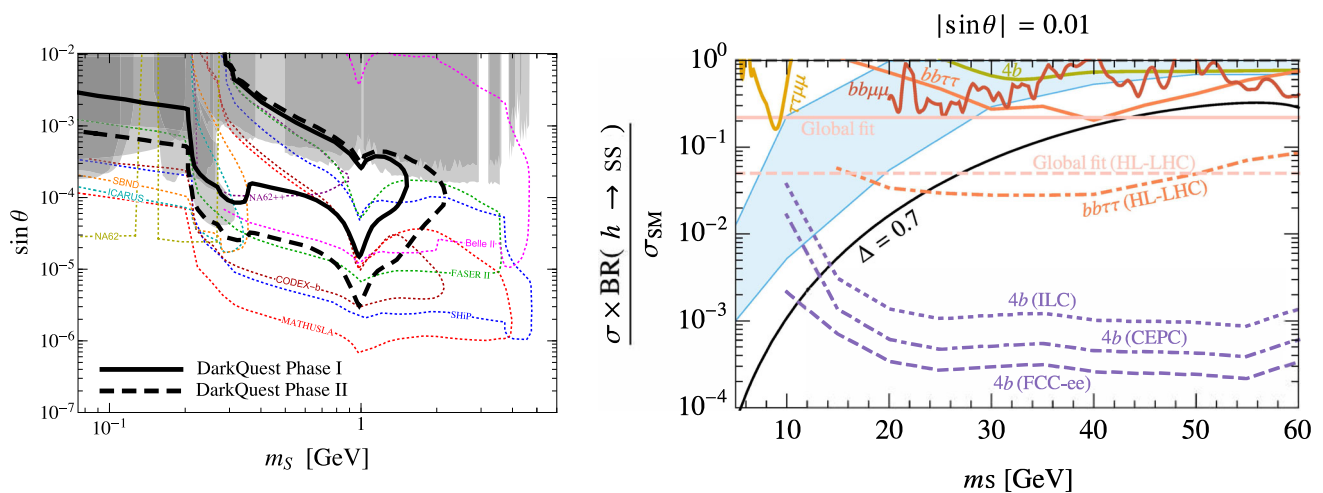 10⁻²
10⁻³
10⁻⁴
10⁻⁵
10⁻⁶
10⁻⁷
sin θ
SBND
ICARUS
NA62++
NA62
Belle II
FASER II
CODEX-b
SHiP
MATHUSLA
DarkQuest Phase I
DarkQuest Phase II
10⁻¹
1
m_S [GeV]
|sinθ| = 0.01
σ × BR( h → ss )
σ_SM
10⁰
10⁻¹
10⁻²
10⁻³
10⁻⁴
ττμμ
bbμμ
bbττ
4b
Global fit
Global fit (HL-LHC)
bbττ (HL-LHC)
Δ = 0.7
4b (ILC)
4b (CEPC)
4b (FCC-ee)
10 20 30 40 50 60
ms [GeV]